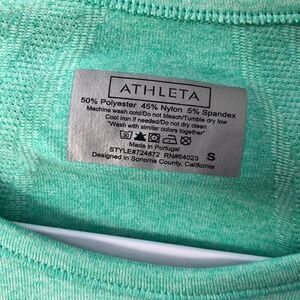 ATHLETA
50% Polyester 45% Nylon 5% Spandex
Machine wash cold/Do not bleach/Tumble dry low
Cool iron if needed/Do not dry clean
"Wash with similar colors together"
Made in Portugal
STYLE#724872 RN#54023 S
Designed in Sonoma County, California